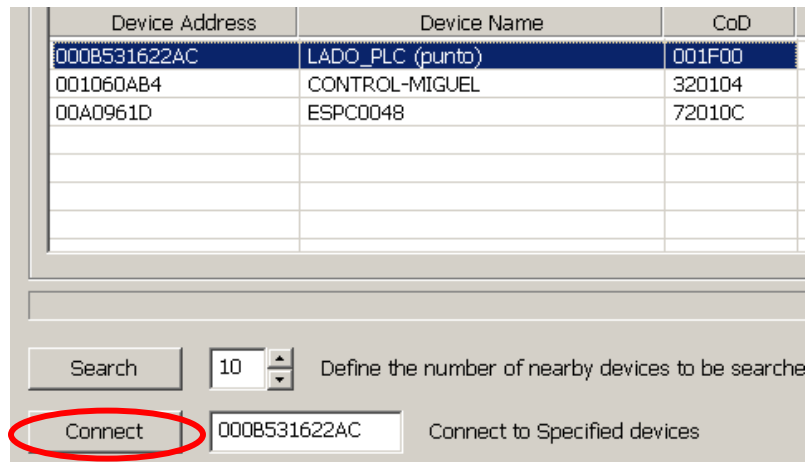 Device Address Device Name CoD
000B531622AC LADO_PLC (punto) 001F00
001060AB4 CONTROL-MIGUEL 320104
00A0961D ESPC0048 72010C
Search 10 Define the number of nearby devices to be searche
Connect 000B531622AC Connect to Specified devices